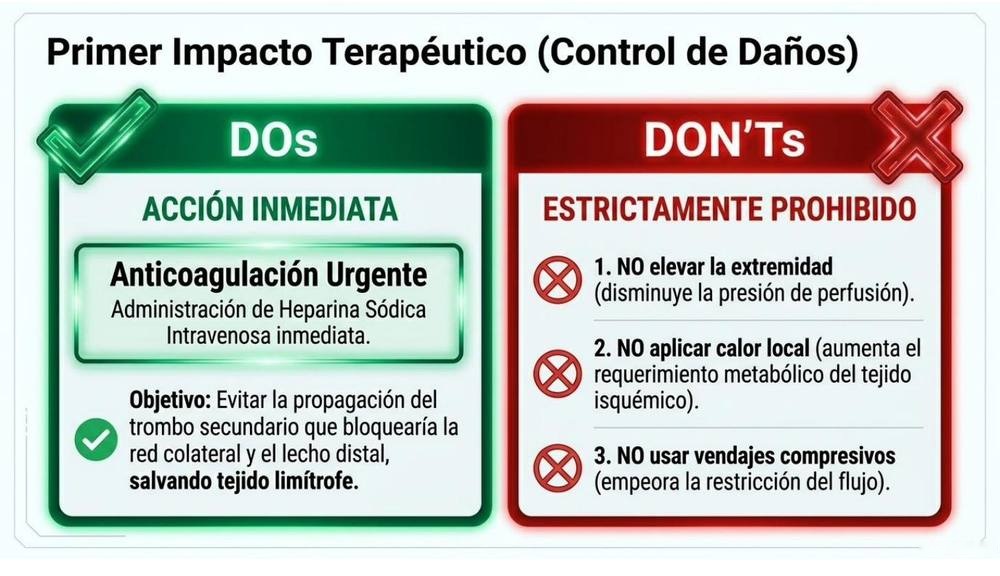 Primer Impacto Terapéutico (Control de Daños)
DOs
ACCIÓN INMEDIATA
Anticoagulación Urgente
Administración de Heparina Sódica
Intravenosa inmediata.
Objetivo: Evitar la propagación del
trombo secundario que bloquearía la
red colateral y el lecho distal,
salvando tejido limítrofe.
DON'Ts
ESTRICTAMENTE PROHIBIDO
1. NO elevar la extremidad
(disminuye la presión de perfusión).
2. NO aplicar calor local (aumenta el
requerimiento metabólico del tejido
isquémico).
3. NO usar vendajes compresivos
(empeora la restricción del flujo).